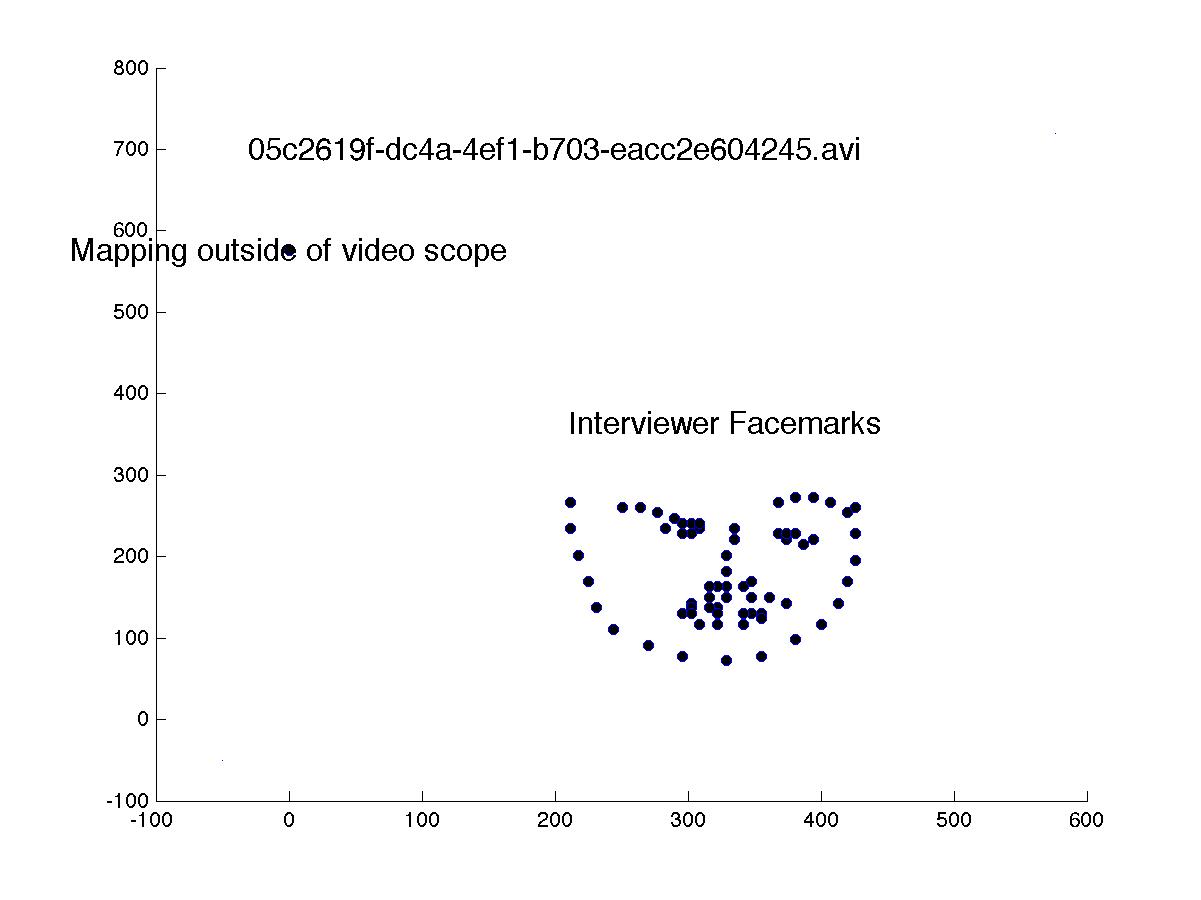 800
700
05c2619f-dc4a-4ef1-b703-eacc2e604245.avi
600
Mapping outside of video scope
500
400
Interviewer Facemarks
300
200
100
0
-100
-100 0 100 200 300 400 500 600